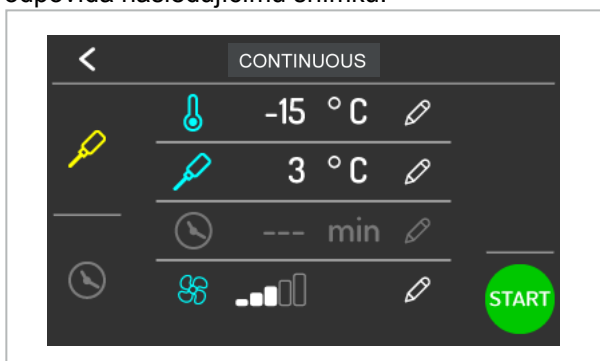 odpovídá následujícímu snímku:
CONTINUOUS
-15 °C
3 °C
--- min
START